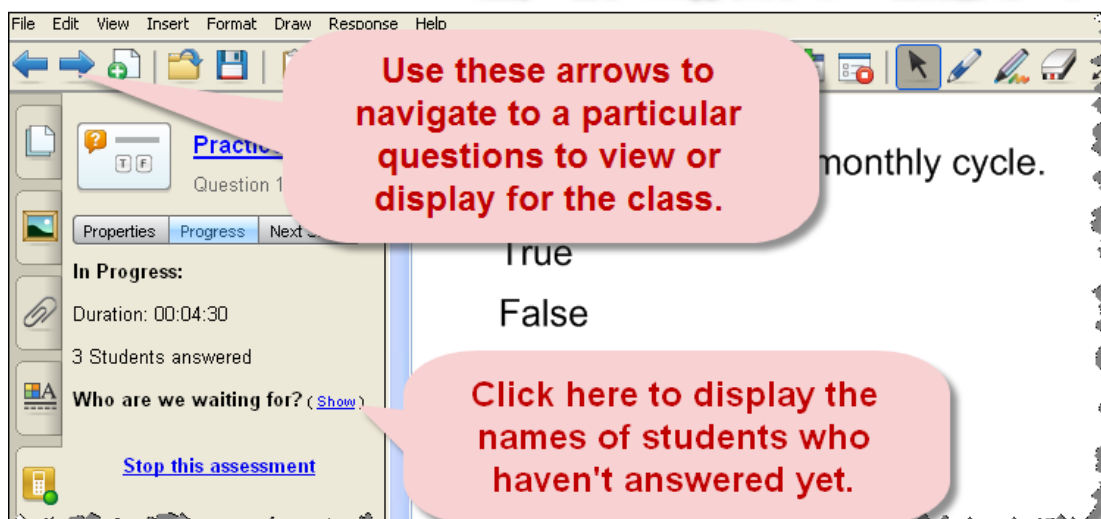 File Edit View Insert Format Draw Response Help
Use these arrows to
navigate to a particular
questions to view or
display for the class.
Question 1
monthly cycle.
Properties Progress Next
True
In Progress:
False
Duration: 00:04:30
3 Students answered
Who are we waiting for? (Show)
Click here to display the
names of students who
haven't answered yet.
Stop this assessment